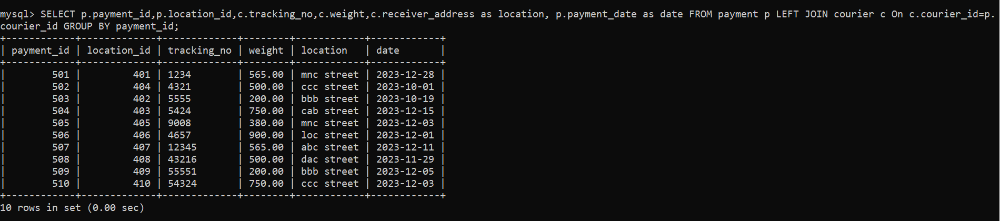 mysql> SELECT p.payment_id,p.location_id,c.tracking_no,c.weight,c.receiver_address as location, p.payment_date as date FROM payment p LEFT JOIN courier c On c.courier_id=p.
courier_id GROUP BY payment_id;
+------------+-------------+-------------+--------+------------+------------+
| payment_id | location_id | tracking_no | weight | location   | date       |
+------------+-------------+-------------+--------+------------+------------+
|        501 |         401 | 1234        | 565.00 | mnc street | 2023-12-28 |
|        502 |         404 | 4321        | 500.00 | ccc street | 2023-10-01 |
|        503 |         402 | 5555        | 200.00 | bbb street | 2023-10-19 |
|        504 |         403 | 5424        | 750.00 | cab street | 2023-12-15 |
|        505 |         405 | 9008        | 380.00 | mnc street | 2023-12-03 |
|        506 |         406 | 4657        | 900.00 | loc street | 2023-12-01 |
|        507 |         407 | 12345       | 565.00 | abc street | 2023-12-11 |
|        508 |         408 | 43216       | 500.00 | dac street | 2023-11-29 |
|        509 |         409 | 55551       | 200.00 | bbb street | 2023-12-05 |
|        510 |         410 | 54324       | 750.00 | ccc street | 2023-12-03 |
+------------+-------------+-------------+--------+------------+------------+
10 rows in set (0.00 sec)